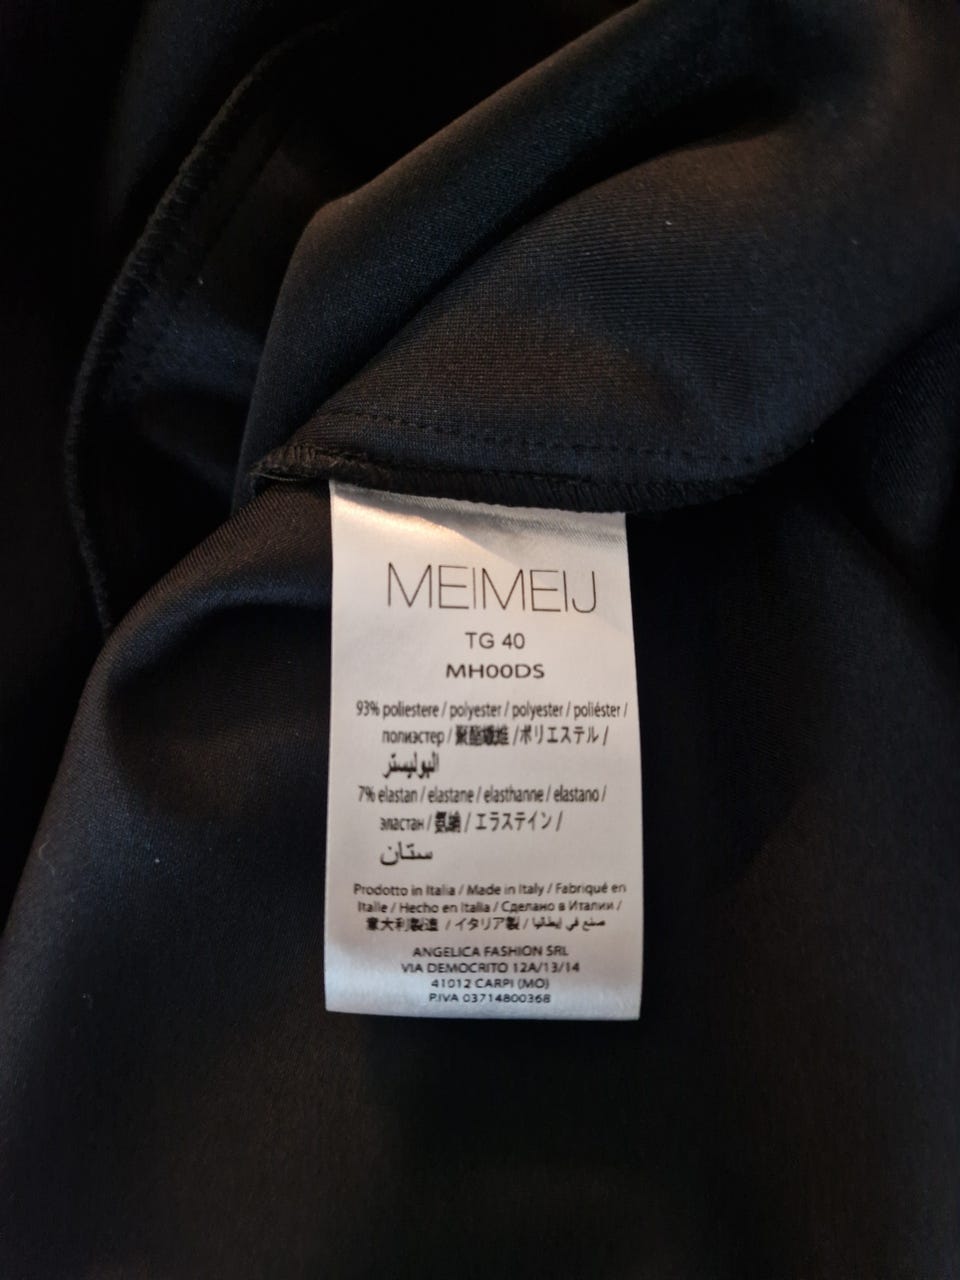 MEIMEIJ
TG 40
MH00DS
93% poliestere / polyester / polyester / poliéster /
полиэстер / 聚酯纖維 /ポリエステル /
البوليستر
7% elastan / elastane / elasthanne / elastano /
эластан / 氨綸 / エラステイン /
ستان
Prodotto in Italia / Made in Italy / Fabriqué en
Italie / Hecho en Italia / Сделано в Италии /
意大利製造 / イタリア製 / صنع في إيطاليا
ANGELICA FASHION SRL
VIA DEMOCRITO 12A/13/14
41012 CARPI (MO)
P.IVA 03714800368